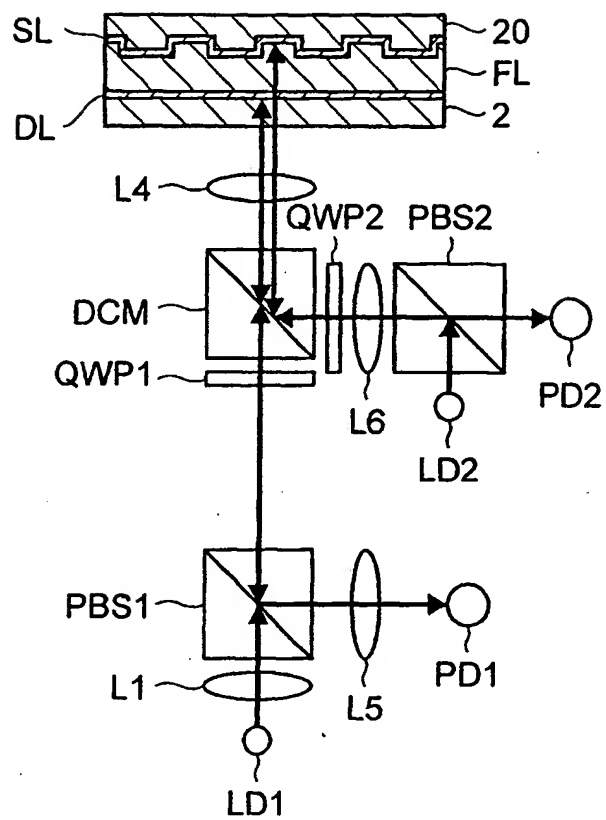 SL
20
FL
DL
2
L4
QWP2
PBS2
DCM
QWP1
L6
PD2
LD2
PBS1
L1
L5
PD1
LD1